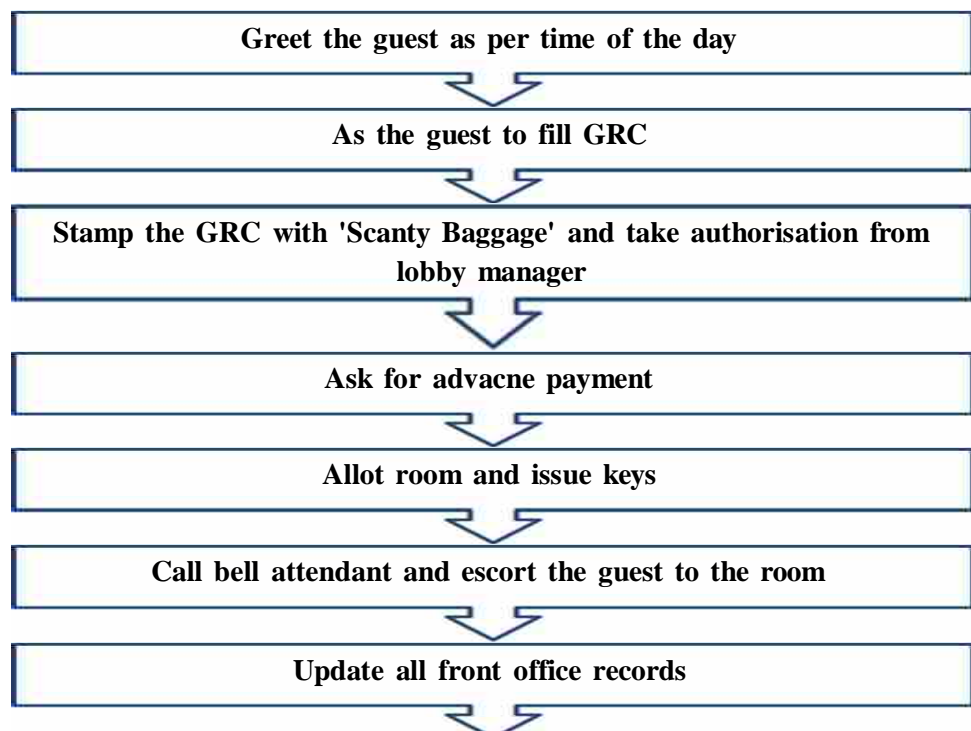 Greet the guest as per time of the day
As the guest to fill GRC
Stamp the GRC with 'Scanty Baggage' and take authorisation from
lobby manager
Ask for advacne payment
Allot room and issue keys
Call bell attendant and escort the guest to the room
Update all front office records